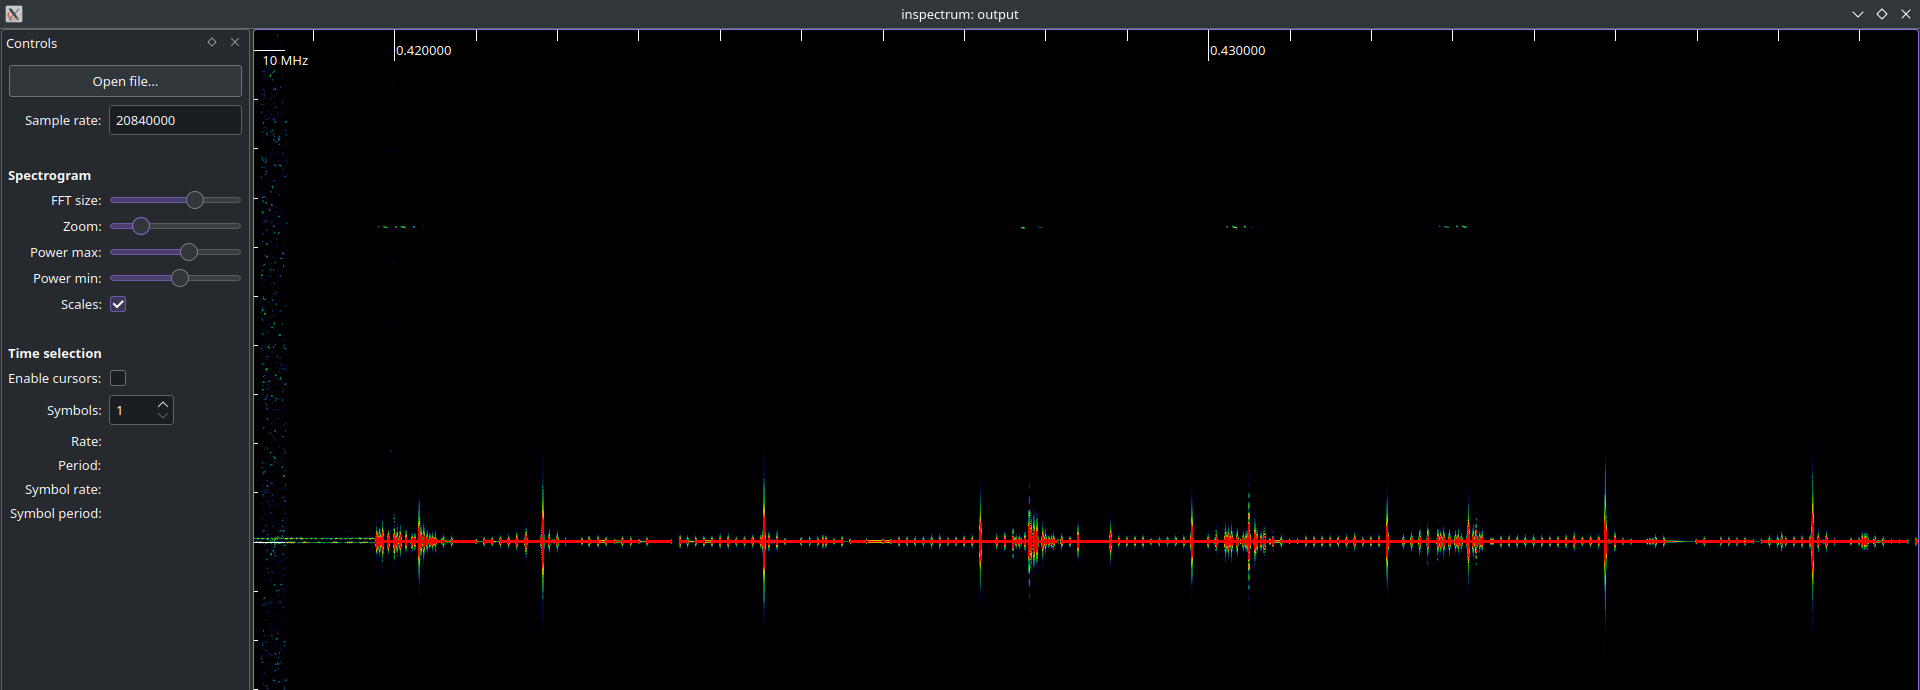 inspectrum: output
Controls
Open file...
Sample rate: 20840000
Spectrogram
FFT size:
Zoom:
Power max:
Power min:
Scales:
Time selection
Enable cursors:
Symbols: 1
Rate:
Period:
Symbol rate:
Symbol period:
0.420000 0.430000
10 MHz